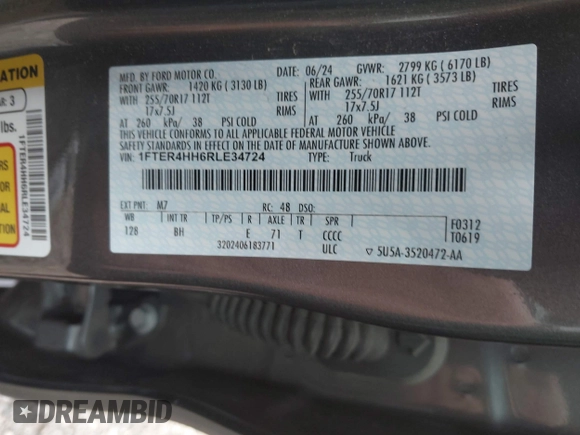 MFD. BY FORD MOTOR CO.
06/24 GVWR: 2799 KG ( 6170 LB)
FRONT GAWR: 1420 KG ( 3130 LB)
REAR GAWR: 1621 KG ( 3573 LB)
WITH 255/70R17 112T TIRES
17x7.5J RIMS
AT 260 kPa/ 38 PSI COLD
WITH 255/70R17 112T TIRES
17x7.5J RIMS
AT 260 kPa/ 38 PSI COLD
THIS VEHICLE CONFORMS TO ALL APPLICABLE FEDERAL MOTOR VEHICLE
SAFETY STANDARDS IN EFFECT ON THE DATE OF MANUFACTURE SHOWN ABOVE.
VIN: 1FTER4HH6RLE34724 TYPE: Truck
EXT PNT: M7 RC: 48 DSO:
WB INT TR TP/PS R AXLE TR SPR
128 BH E 71 T CCCC
F0312
T0619
3202406183771 ULC
5U5A-3520472-AA
ATION
AR: 3
lbs.
1FTER4HH6RLE34724
DREAMBID